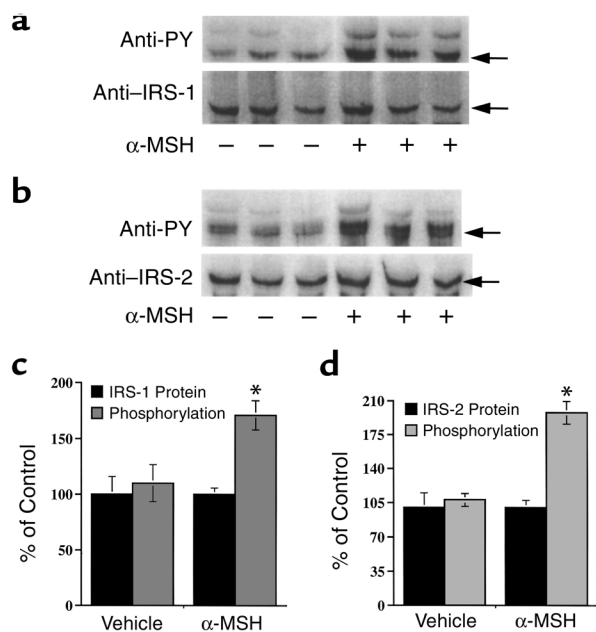 a
Anti-PY
Anti–IRS-1
α-MSH – – – + + +
b
Anti-PY
Anti–IRS-2
α-MSH – – – + + +
c
% of Control
200
150
100
50
0
IRS-1 Protein
Phosphorylation
*
Vehicle α-MSH
d
% of Control
210
175
140
105
70
35
0
IRS-2 Protein
Phosphorylation
*
Vehicle α-MSH